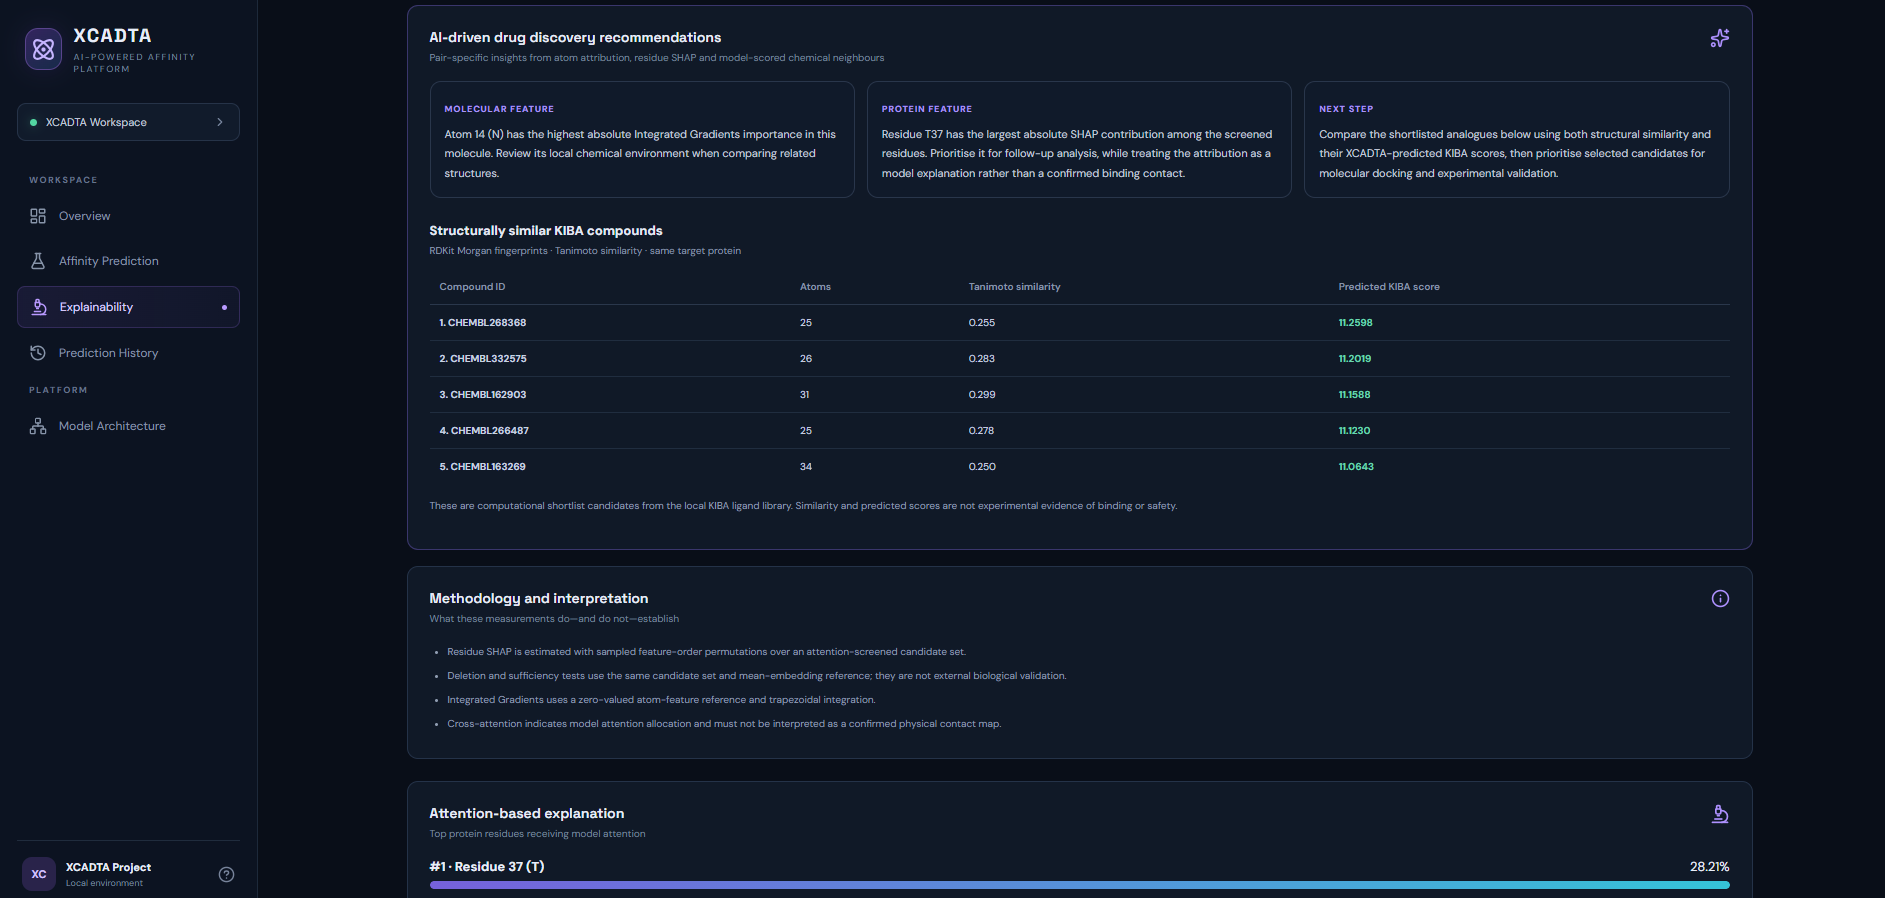 XCADTA
AI-POWERED AFFINITY
PLATFORM
XCADTA Workspace
WORKSPACE
Overview
Affinity Prediction
Explainability
Prediction History
PLATFORM
Model Architecture
XC
XCADTA Project
Local environment
AI-driven drug discovery recommendations
Pair-specific insights from atom attribution, residue SHAP and model-scored chemical neighbours
MOLECULAR FEATURE
Atom 14 (N) has the highest absolute Integrated Gradients importance in this
molecule. Review its local chemical environment when comparing related
structures.
PROTEIN FEATURE
Residue T37 has the largest absolute SHAP contribution among the screened
residues. Prioritise it for follow-up analysis, while treating the attribution as a
model explanation rather than a confirmed binding contact.
NEXT STEP
Compare the shortlisted analogues below using both structural similarity and
their XCADTA-predicted KIBA scores, then prioritise selected candidates for
molecular docking and experimental validation.
Structurally similar KIBA compounds
RDKit Morgan fingerprints · Tanimoto similarity · same target protein
Compound ID Atoms Tanimoto similarity Predicted KIBA score
1. CHEMBL268368 25 0.255 11.2598
2. CHEMBL332575 26 0.283 11.2019
3. CHEMBL162903 31 0.299 11.1588
4. CHEMBL266487 25 0.278 11.1230
5. CHEMBL163269 34 0.250 11.0643
These are computational shortlist candidates from the local KIBA ligand library. Similarity and predicted scores are not experimental evidence of binding or safety.
Methodology and interpretation
What these measurements do—and do not—establish
• Residue SHAP is estimated with sampled feature-order permutations over an attention-screened candidate set.
• Deletion and sufficiency tests use the same candidate set and mean-embedding reference; they are not external biological validation.
• Integrated Gradients uses a zero-valued atom-feature reference and trapezoidal integration.
• Cross-attention indicates model attention allocation and must not be interpreted as a confirmed physical contact map.
Attention-based explanation
Top protein residues receiving model attention
#1 · Residue 37 (T) 28.21%